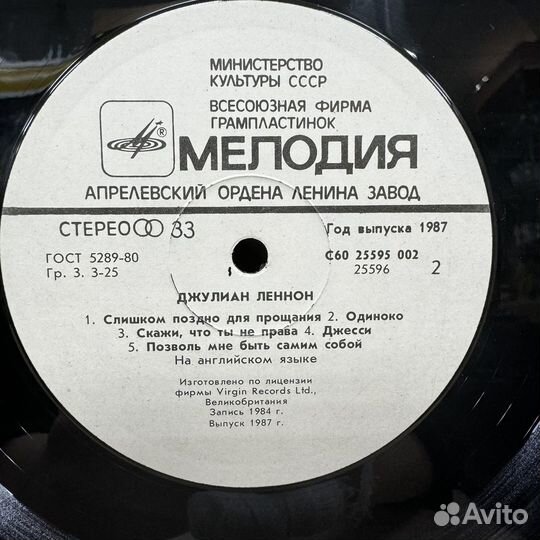 МИНИСТЕРСТВО
КУЛЬТУРЫ СССР
ВСЕСОЮЗНАЯ ФИРМА
ГРАМПЛАСТИНОК
® МЕЛОДИЯ
АПРЕЛЕВСКИЙ ОРДЕНА ЛЕНИНА ЗАВОД
СТЕРЕО 33
Год выпуска 1987
ГОСТ 5289-80
Гр. 3. 3-25
С60 25595 002
25596 2
ДЖУЛИАН ЛЕННОН
1. Слишком поздно для прощания 2. Одиноко
3. Скажи, что ты не права 4. Джесси
5. Позволь мне быть самим собой
На английском языке
Изготовлено по лицензии
фирмы Virgin Records Ltd.,
Великобритания
Запись 1984 г.
Выпуск 1987 г.
Avito